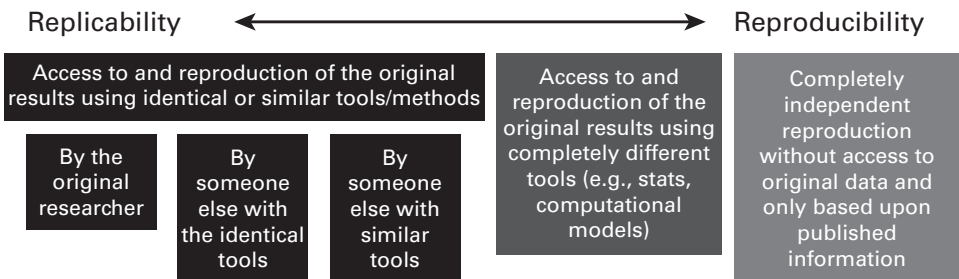 Replicability
Reproducibility
Access to and reproduction of the original
results using identical or similar tools/methods
By the
original
researcher
By
someone
else with
the identical
tools
By
someone
else with
similar
tools
Access to and
reproduction of the
original results using
completely different
tools (e.g., stats,
computational
models)
Completely
independent
reproduction
without access to
original data and
only based upon
published
information